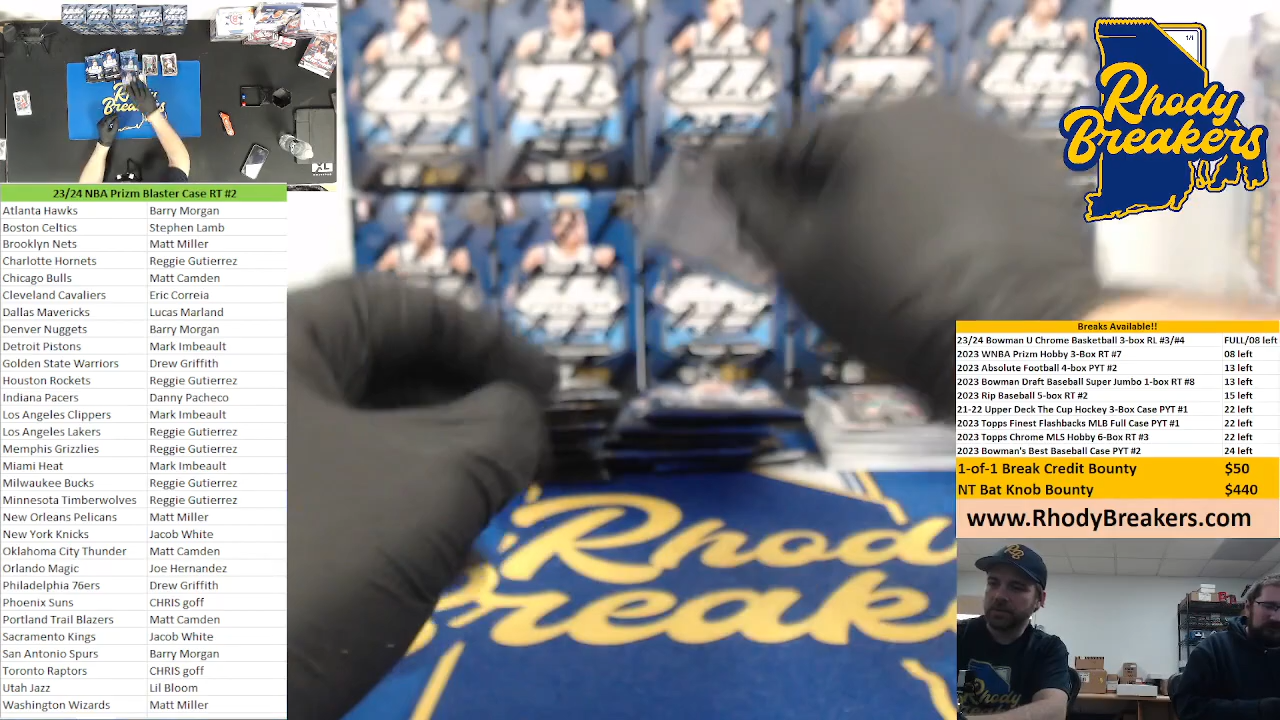 23/24 NBA Prizm Blaster Case RT #2
Atlanta Hawks Barry Morgan
Boston Celtics Stephen Lamb
Brooklyn Nets Matt Miller
Charlotte Hornets Reggie Gutierrez
Chicago Bulls Matt Camden
Cleveland Cavaliers Eric Correia
Dallas Mavericks Lucas Marland
Denver Nuggets Barry Morgan
Detroit Pistons Mark Imbeault
Golden State Warriors Drew Griffith
Houston Rockets Reggie Gutierrez
Indiana Pacers Danny Pacheco
Los Angeles Clippers Mark Imbeault
Los Angeles Lakers Reggie Gutierrez
Memphis Grizzlies Reggie Gutierrez
Miami Heat Mark Imbeault
Milwaukee Bucks Reggie Gutierrez
Minnesota Timberwolves Reggie Gutierrez
New Orleans Pelicans Matt Miller
New York Knicks Jacob White
Oklahoma City Thunder Matt Camden
Orlando Magic Joe Hernandez
Philadelphia 76ers Drew Griffith
Phoenix Suns CHRIS goff
Portland Trail Blazers Matt Camden
Sacramento Kings Jacob White
San Antonio Spurs Barry Morgan
Toronto Raptors CHRIS goff
Utah Jazz Lil Bloom
Washington Wizards Matt Miller
Rhody
Breakers
XL
Rhod
Breake
1/1
Rhody
Breakers
Breaks Available!!
23/24 Bowman U Chrome Basketball 3-box RL #3/#4 FULL/08 left
2023 WNBA Prizm Hobby 3-Box RT #7 08 left
2023 Absolute Football 4-box PYT #2 13 left
2023 Bowman Draft Baseball Super Jumbo 1-box RT #8 13 left
2023 Rip Baseball 5-box RT #2 15 left
21-22 Upper Deck The Cup Hockey 3-Box Case PYT #1 22 left
2023 Topps Finest Flashbacks MLB Full Case PYT #1 22 left
2023 Topps Chrome MLS Hobby 6-Box RT #3 22 left
2023 Bowman's Best Baseball Case PYT #2 24 left
1-of-1 Break Credit Bounty $50
NT Bat Knob Bounty $440
www.RhodyBreakers.com
RB
Rhody
Breakers